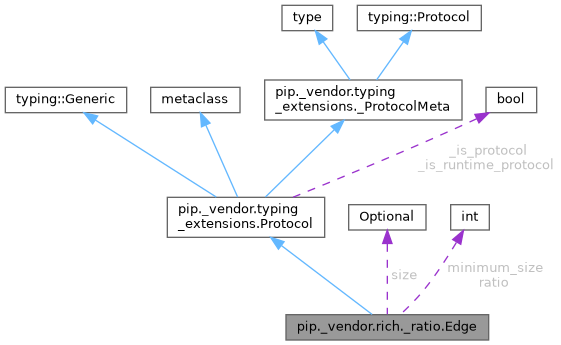 type
typing::Protocol
typing::Generic
metaclass
pip._vendor.typing
_extensions._ProtocolMeta
bool
_is_protocol
_is_runtime_protocol
pip._vendor.typing
_extensions.Protocol
Optional
int
size
minimum_size
ratio
pip._vendor.rich._ratio.Edge